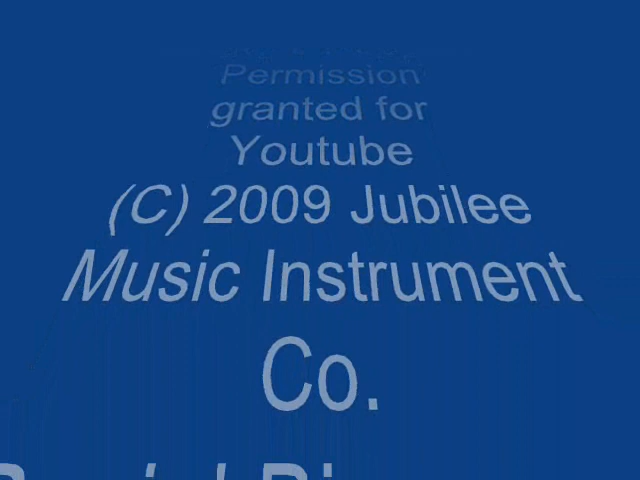 Permission
granted for
Youtube
(C) 2009 Jubilee
Music Instrument
Co.